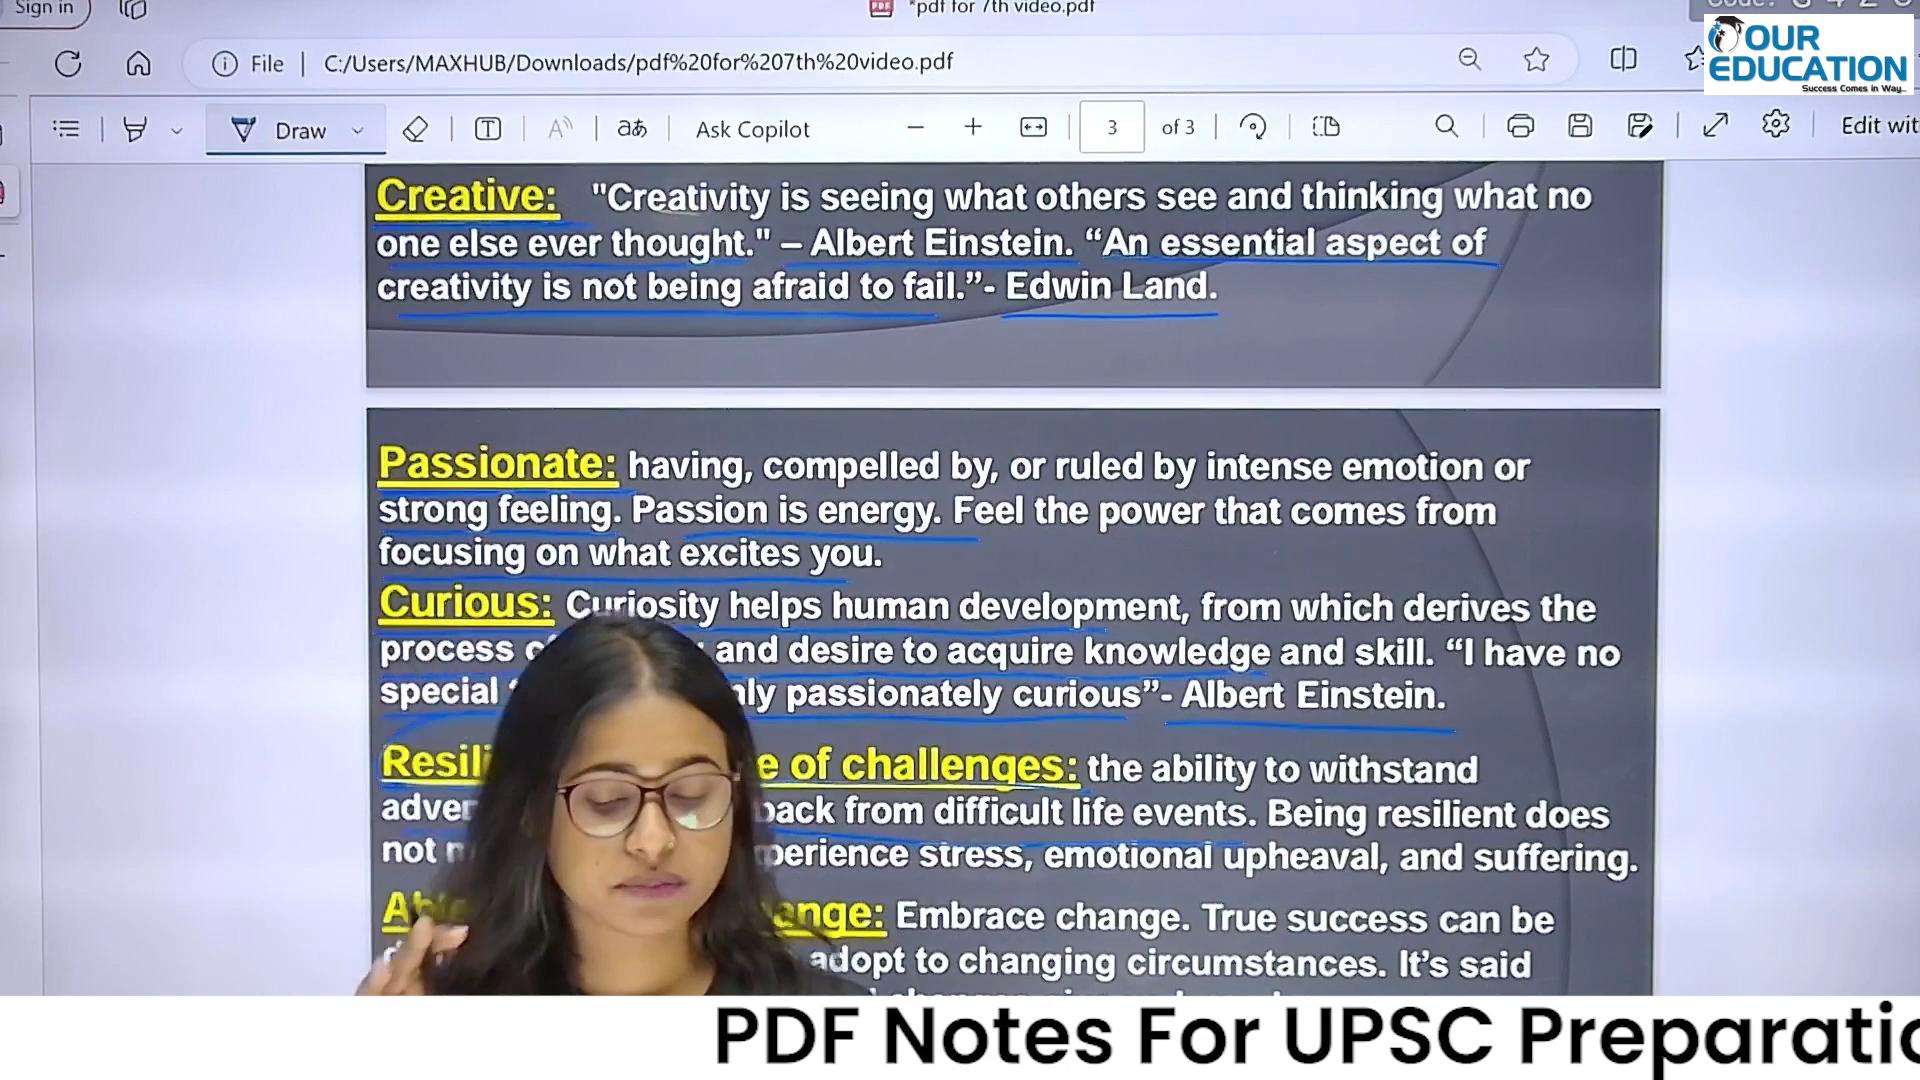 Sign in
*pdf for 7th video.pdf
OUR
EDUCATION
Success Comes in Way...
File
C:/Users/MAXHUB/Downloads/pdf%20for%207th%20video.pdf
Draw
Ask Copilot
3 of 3
Edit wit
Creative: "Creativity is seeing what others see and thinking what no
one else ever thought." – Albert Einstein. “An essential aspect of
creativity is not being afraid to fail.”- Edwin Land.
Passionate: having, compelled by, or ruled by intense emotion or
strong feeling. Passion is energy. Feel the power that comes from
focusing on what excites you.
Curious: Curiosity helps human development, from which derives the
process and desire to acquire knowledge and skill. “I have no
special passionately curious”- Albert Einstein.
of challenges: the ability to withstand
back from difficult life events. Being resilient does
not stress, emotional upheaval, and suffering.
Embrace change. True success can be
adopt to changing circumstances. It’s said
PDF Notes For UPSC Preparatio